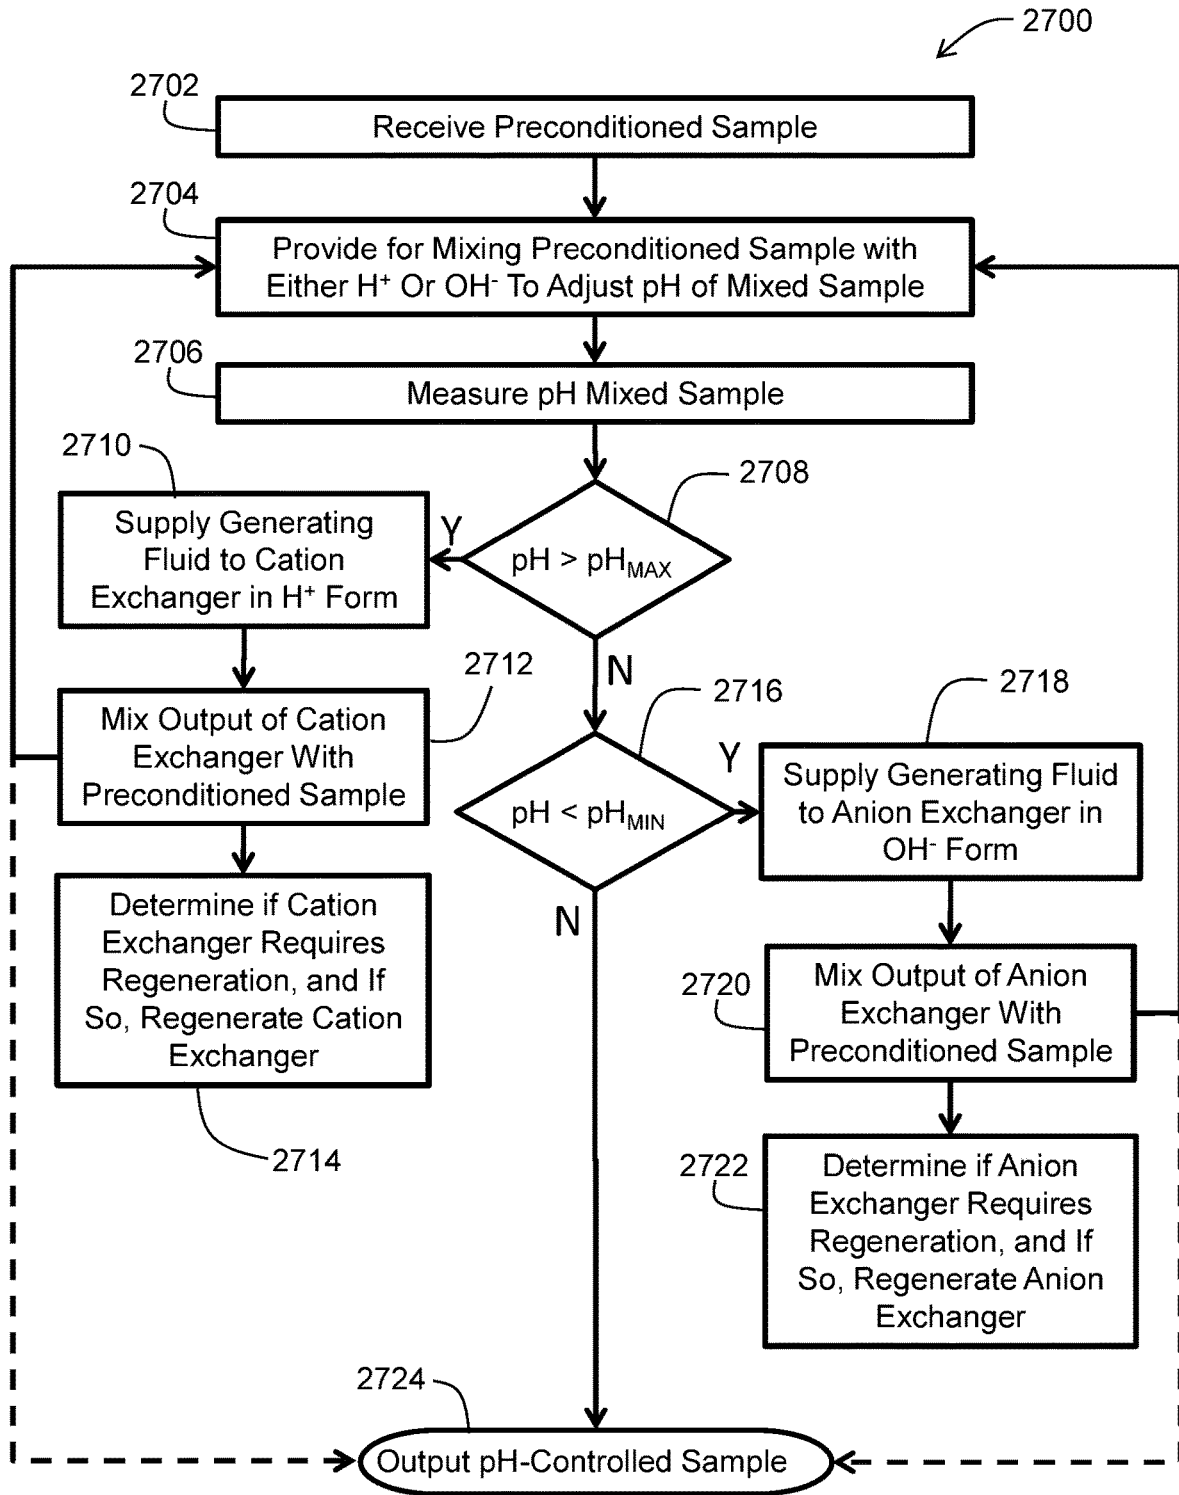 2700
2702
Receive Preconditioned Sample
2704
Provide for Mixing Preconditioned Sample with
Either H⁺ Or OH⁻ To Adjust pH of Mixed Sample
2706
Measure pH Mixed Sample
2710
Supply Generating
Fluid to Cation
Exchanger in H⁺ Form
Y
2708
pH > pH_MAX
N
2712
Mix Output of Cation
Exchanger With
Preconditioned Sample
2716
pH < pH_MIN
Y
N
2718
Supply Generating Fluid
to Anion Exchanger in
OH⁻ Form
Determine if Cation
Exchanger Requires
Regeneration, and If
So, Regenerate Cation
Exchanger
2714
2720
Mix Output of Anion
Exchanger With
Preconditioned Sample
2722
Determine if Anion
Exchanger Requires
Regeneration, and If
So, Regenerate Anion
Exchanger
2724
Output pH-Controlled Sample